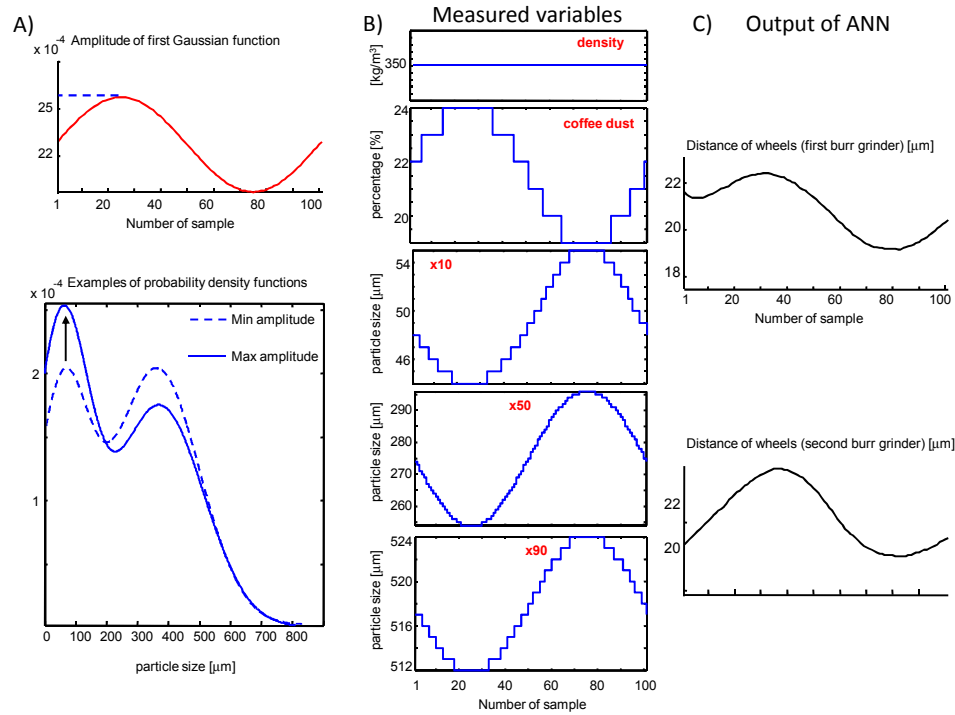 A)
Amplitude of first Gaussian function
x 10⁻⁴
25
22
1 20 40 60 80 100
Number of sample
Examples of probability density functions
x 10⁻⁴
Min amplitude
Max amplitude
2
1
0 100 200 300 400 500 600 700 800
particle size [µm]
B)
Measured variables
density
[kg/m³]
350
coffee dust
percentage [%]
24
22
20
x10
particle size [µm]
54
50
46
x50
particle size [µm]
290
280
270
260
x90
particle size [µm]
524
520
516
512
1 20 40 60 80 100
Number of sample
C)
Output of ANN
Distance of wheels (first burr grinder) [µm]
22
20
18
1 20 40 60 80 100
Number of sample
Distance of wheels (second burr grinder) [µm]
22
20